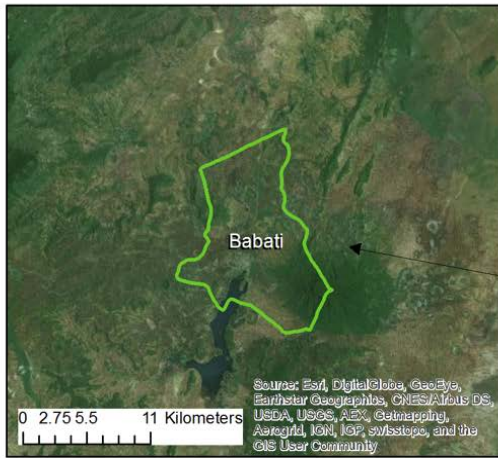 Babati
Source: Esri, DigitalGlobe, GeoEye,
Earthstar Geographics, CNES/Airbus DS,
USDA, USGS, AEX, Getmapping,
Aerogrid, IGN, IGP, swisstopo, and the
GIS User Community
0 2.75 5.5 11 Kilometers